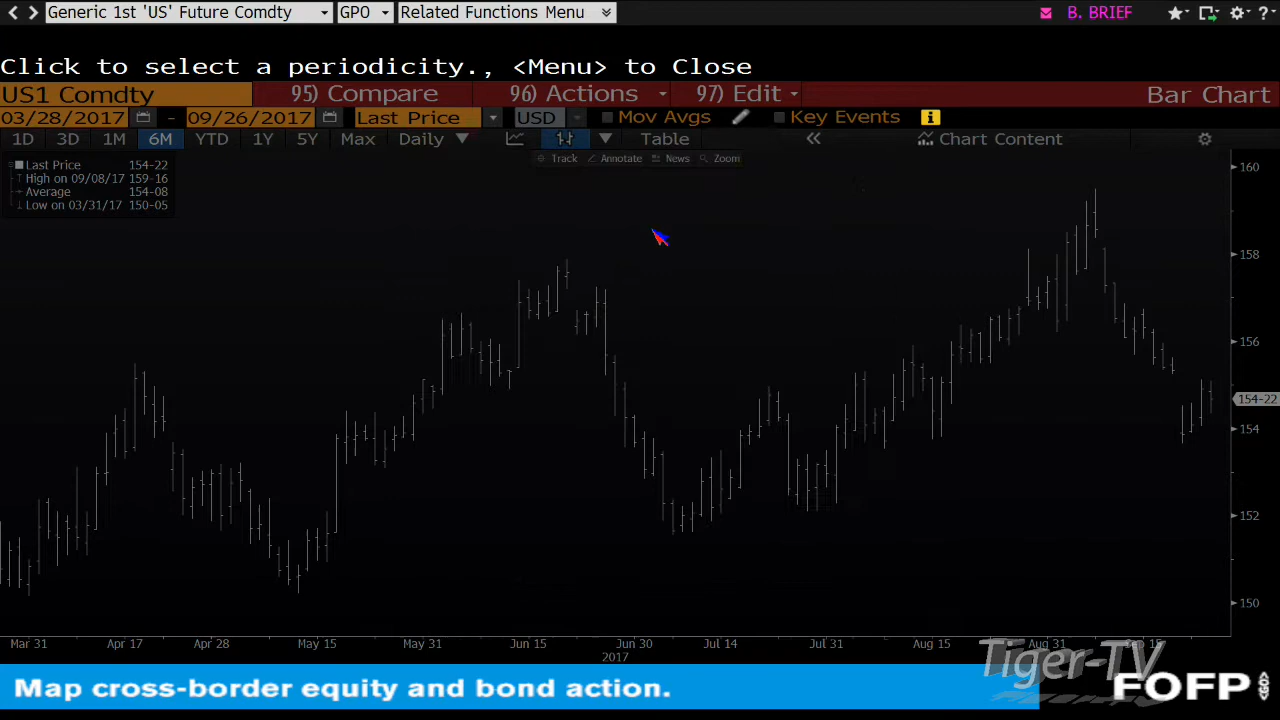 Generic 1st 'US' Future Comdty GPO Related Functions Menu B. BRIEF ?
Click to select a periodicity., <Menu> to Close
US1 Comdty 95) Compare 96) Actions 97) Edit Bar Chart
03/28/2017 - 09/26/2017 Last Price USD Mov Avgs Key Events i
1D 3D 1M 6M YTD 1Y 5Y Max Daily Table « Chart Content
Track Annotate News Zoom
Last Price 154-22
High on 09/08/17 159-16
Average 154-08
Low on 03/31/17 150-05
160
158
156
154-22
154
152
150
Mar 31 Apr 17 Apr 28 May 15 May 31 Jun 15 Jun 30 Jul 14 Jul 31 Aug 15 Aug 31 Sep 15
2017
Tiger-TV
Map cross-border equity and bond action.
FOFP <GO>